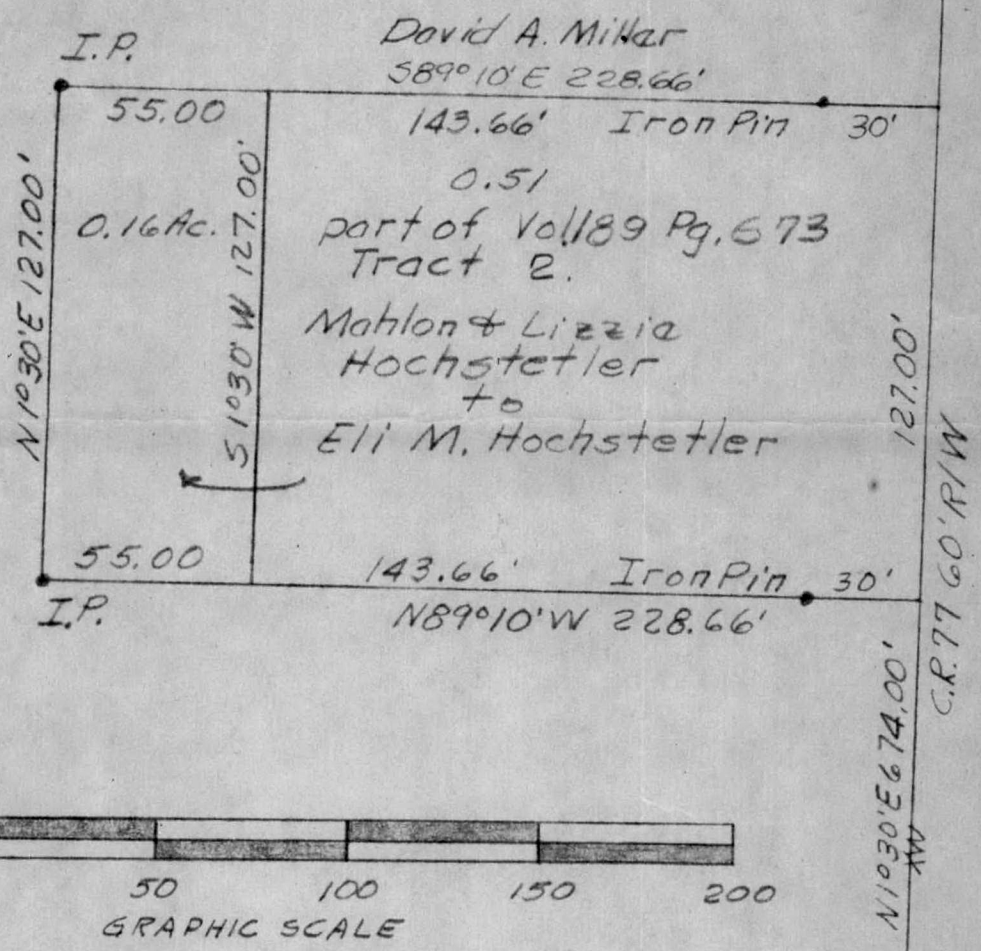 I.P.
David A. Millar
S89°10'E 228.66'
55.00
143.66' Iron Pin 30'
N1°30'E 127.00'
0.16 Ac.
S1°30'W 127.00'
0.51
part of Vol189 Pg.673
Tract 2.
Mahlon & Lizzia
Hochstetler
to
Eli M. Hochstetler
127.00'
C.R.77 60' R/W
55.00
143.66' Iron Pin 30'
I.P.
N89°10'W 228.66'
N1°30'E 674.00'
50 100 150 200
GRAPHIC SCALE